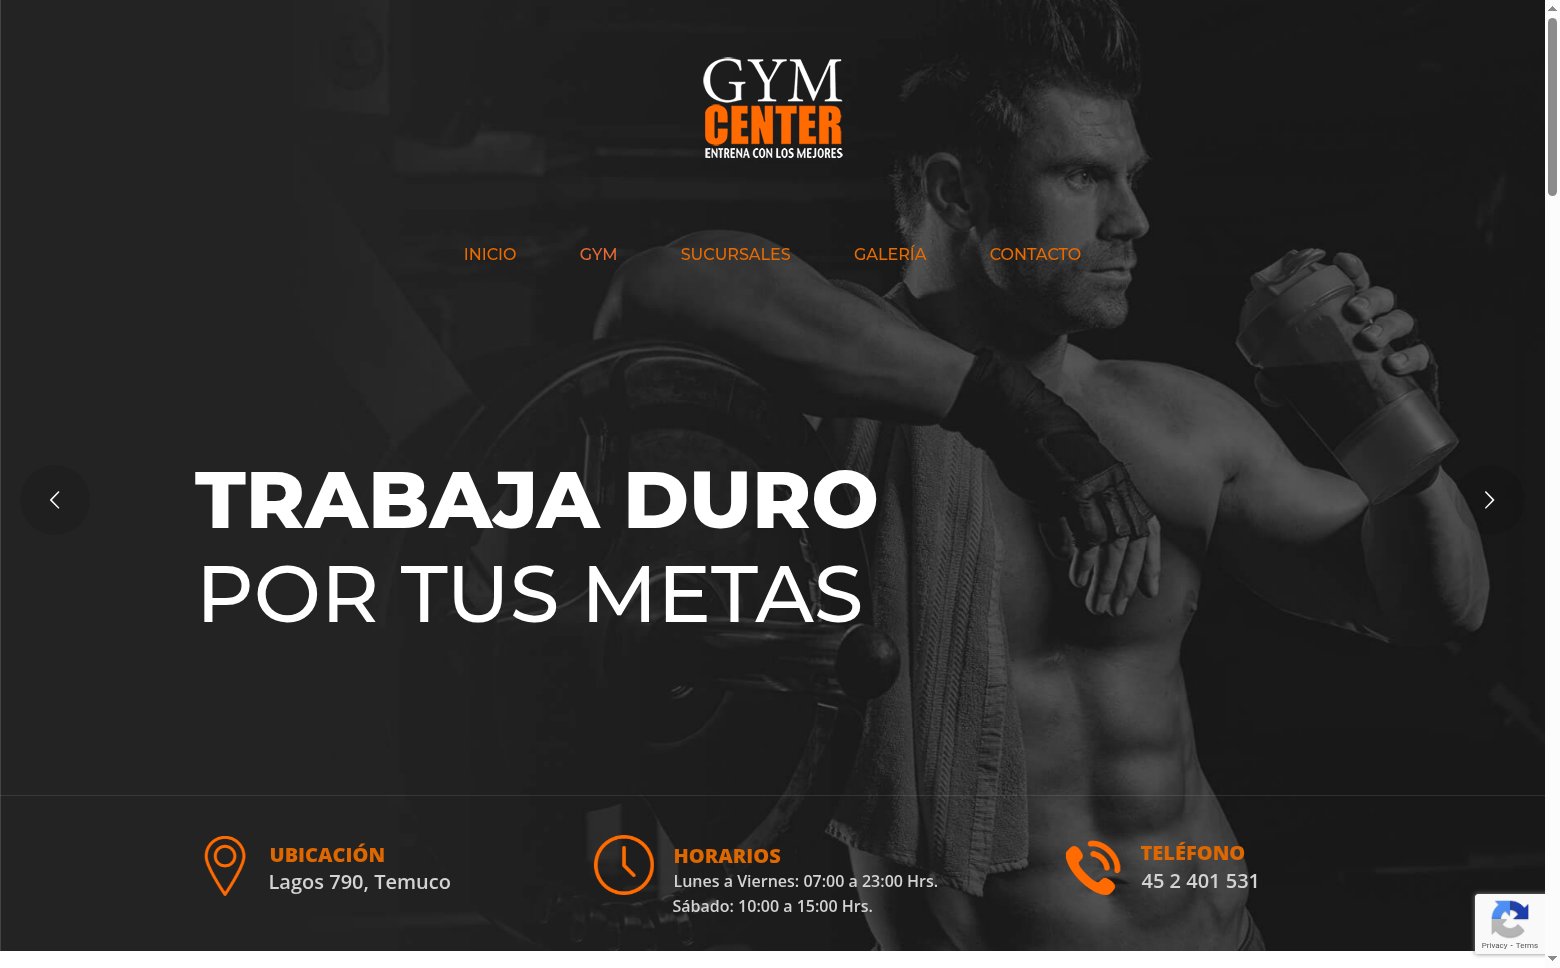 GYM
CENTER
ENTRENA CON LOS MEJORES
INICIO GYM SUCURSALES GALERÍA CONTACTO
TRABAJA DURO
POR TUS METAS
UBICACIÓN
Lagos 790, Temuco
HORARIOS
Lunes a Viernes: 07:00 a 23:00 Hrs.
Sábado: 10:00 a 15:00 Hrs.
TELÉFONO
45 2 401 531
Privacy - Terms